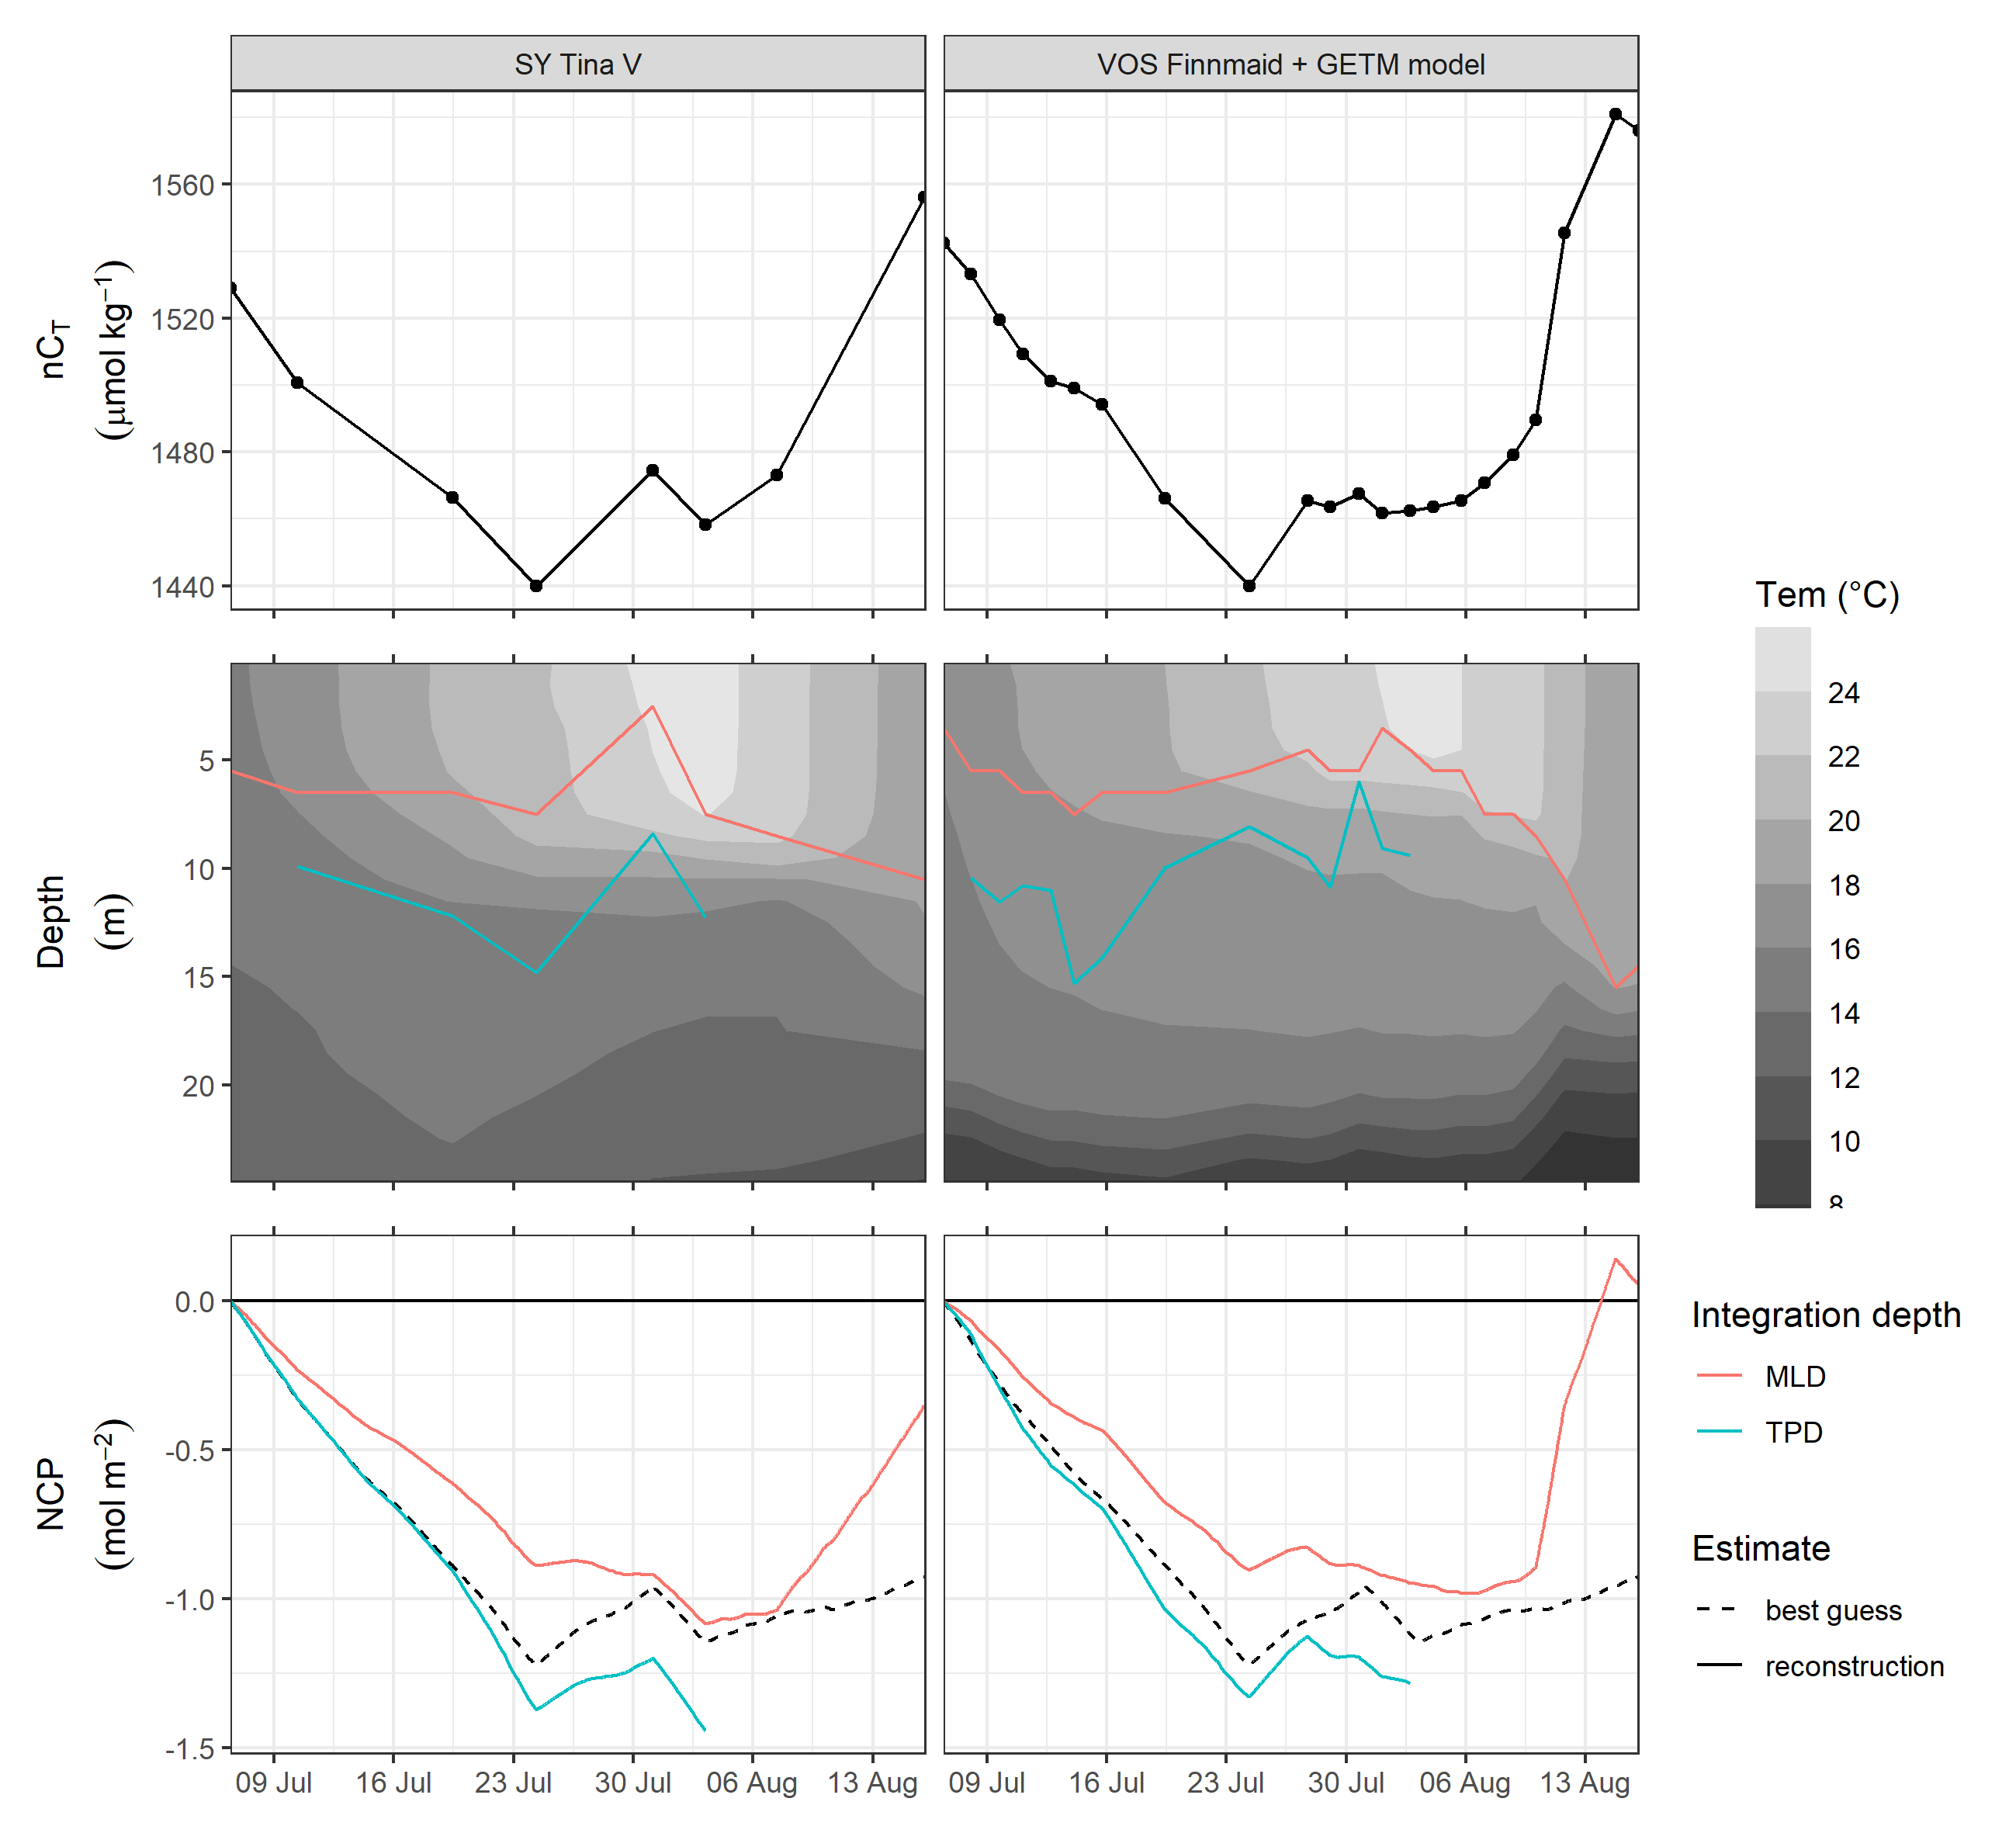 SY Tina V
VOS Finnmaid + GETM model
nC_T
(μmol kg⁻¹)
1560
1520
1480
1440
Depth
(m)
5
10
15
20
Tem (°C)
24
22
20
18
16
14
12
10
8
NCP
(mol m⁻²)
0.0
-0.5
-1.0
-1.5
09 Jul 16 Jul 23 Jul 30 Jul 06 Aug 13 Aug
09 Jul 16 Jul 23 Jul 30 Jul 06 Aug 13 Aug
Integration depth
MLD
TPD
Estimate
best guess
reconstruction